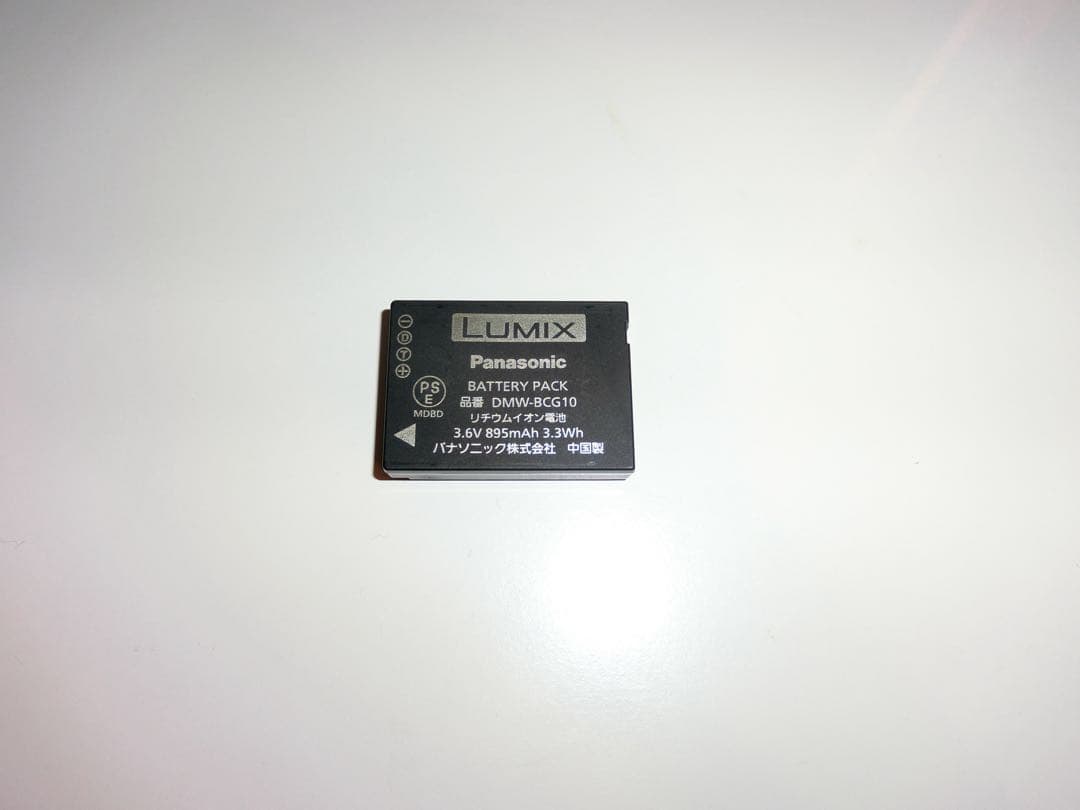 LUMIX
Panasonic
BATTERY PACK
品番 DMW-BCG10
リチウムイオン電池
3.6V 895mAh 3.3Wh
パナソニック株式会社 中国製
− D T +
PS
E
MDBD